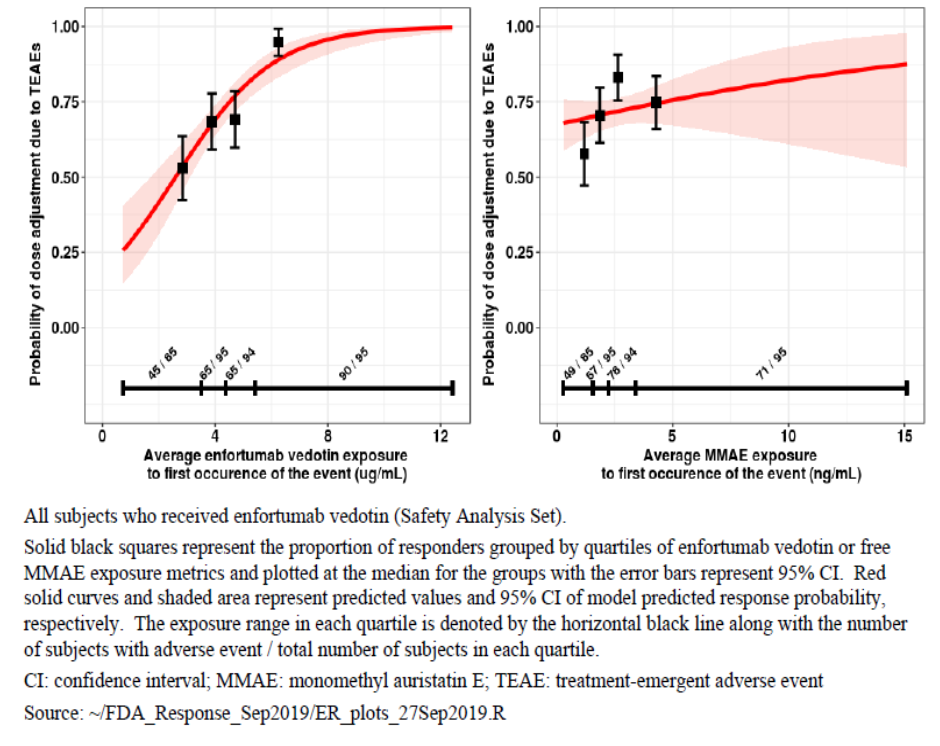 Probability of dose adjustment due to TEAEs
1.00
0.75
0.50
0.25
0.00
45 / 85
65 / 95
65 / 94
90 / 95
0
4
8
12
Average enfortumab vedotin exposure
to first occurence of the event (ug/mL)
Probability of dose adjustment due to TEAEs
1.00
0.75
0.50
0.25
0.00
49 / 85
67 / 95
78 / 94
71 / 95
0
5
10
15
Average MMAE exposure
to first occurence of the event (ng/mL)
All subjects who received enfortumab vedotin (Safety Analysis Set).
Solid black squares represent the proportion of responders grouped by quartiles of enfortumab vedotin or free
MMAE exposure metrics and plotted at the median for the groups with the error bars represent 95% CI.  Red
solid curves and shaded area represent predicted values and 95% CI of model predicted response probability,
respectively.  The exposure range in each quartile is denoted by the horizontal black line along with the number
of subjects with adverse event / total number of subjects in each quartile.
CI: confidence interval; MMAE: monomethyl auristatin E; TEAE: treatment-emergent adverse event
Source: ~/FDA_Response_Sep2019/ER_plots_27Sep2019.R